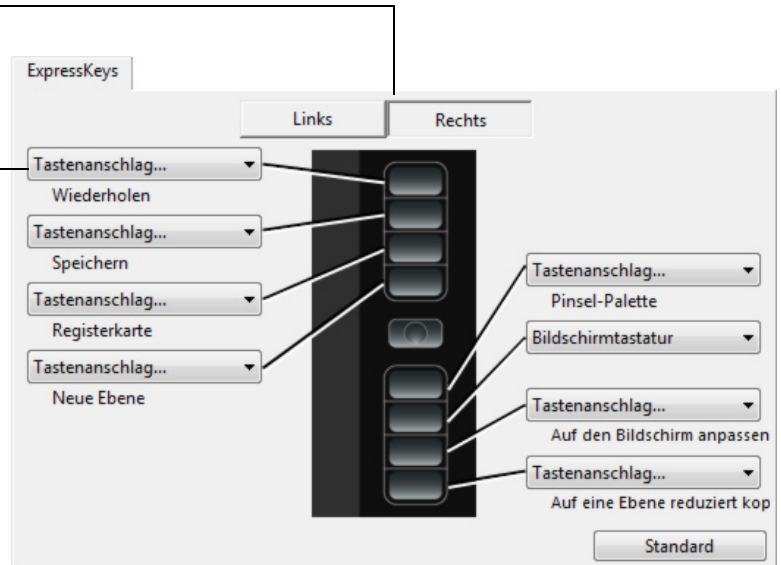 ExpressKeys
Links
Rechts
Tastenanschlag...
Wiederholen
Tastenanschlag...
Speichern
Tastenanschlag...
Registerkarte
Tastenanschlag...
Neue Ebene
Tastenanschlag...
Pinsel-Palette
Bildschirmtastatur
Tastenanschlag...
Auf den Bildschirm anpassen
Tastenanschlag...
Auf eine Ebene reduziert kop
Standard